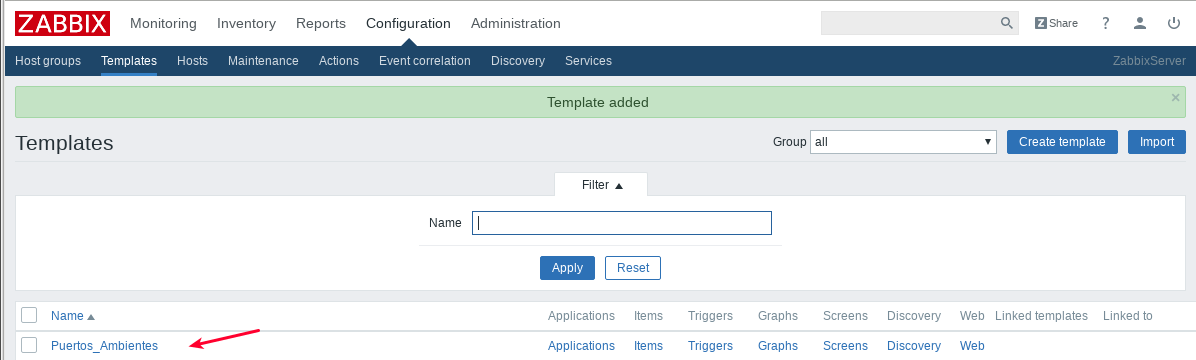 ZABBIX Monitoring Inventory Reports Configuration Administration Z Share ?
Host groups Templates Hosts Maintenance Actions Event correlation Discovery Services ZabbixServer
Template added ×
Templates Group all Create template Import
Filter
Name
Apply Reset
Name Applications Items Triggers Graphs Screens Discovery Web Linked templates Linked to
Puertos_Ambientes Applications Items Triggers Graphs Screens Discovery Web